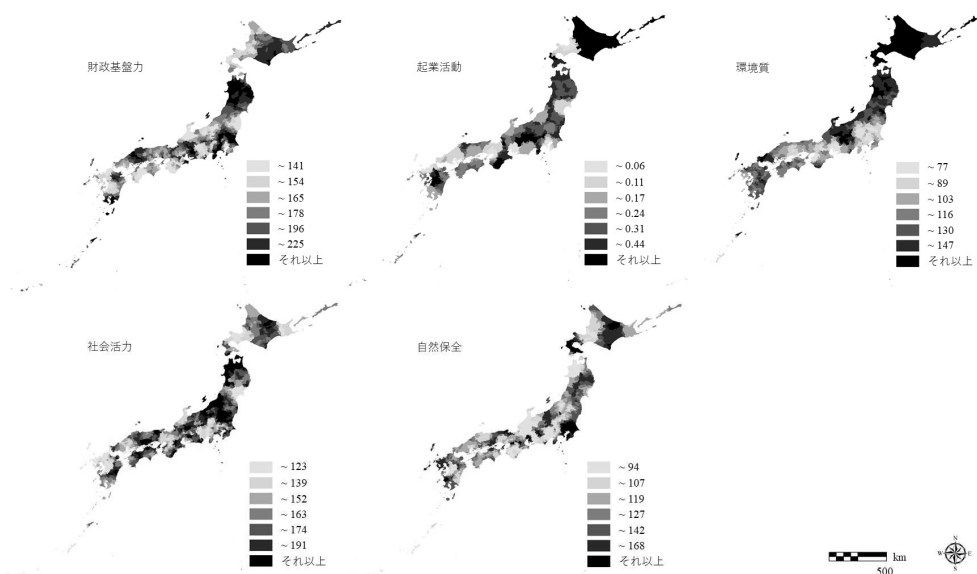 財政基盤力
~ 141
~ 154
~ 165
~ 178
~ 196
~ 225
それ以上
起業活動
~ 0.06
~ 0.11
~ 0.17
~ 0.24
~ 0.31
~ 0.44
それ以上
環境質
~ 77
~ 89
~ 103
~ 116
~ 130
~ 147
それ以上
社会活力
~ 123
~ 139
~ 152
~ 163
~ 174
~ 191
それ以上
自然保全
~ 94
~ 107
~ 119
~ 127
~ 142
~ 168
それ以上
km
500
N
W
E
S